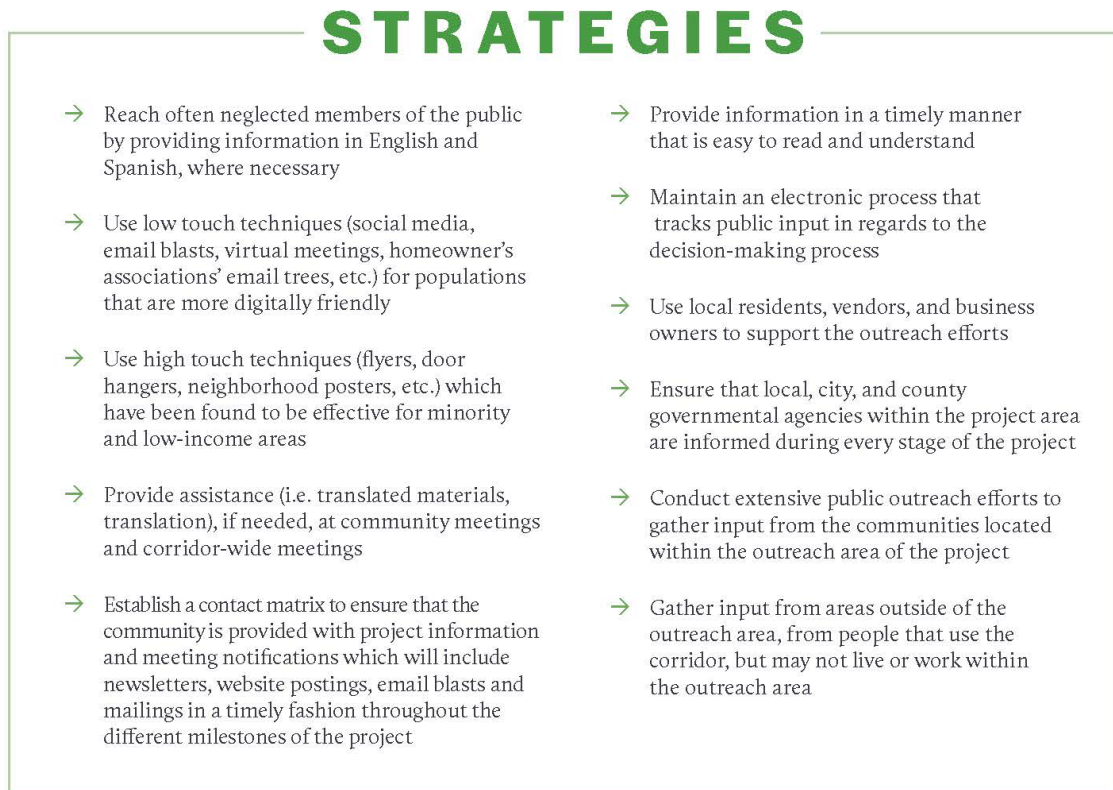 STRATEGIES
→ Reach often neglected members of the public
by providing information in English and
Spanish, where necessary
→ Use low touch techniques (social media,
email blasts, virtual meetings, homeowner’s
associations’ email trees, etc.) for populations
that are more digitally friendly
→ Use high touch techniques (flyers, door
hangers, neighborhood posters, etc.) which
have been found to be effective for minority
and low-income areas
→ Provide assistance (i.e. translated materials,
translation), if needed, at community meetings
and corridor-wide meetings
→ Establish a contact matrix to ensure that the
community is provided with project information
and meeting notifications which will include
newsletters, website postings, email blasts and
mailings in a timely fashion throughout the
different milestones of the project
→ Provide information in a timely manner
that is easy to read and understand
→ Maintain an electronic process that
tracks public input in regards to the
decision-making process
→ Use local residents, vendors, and business
owners to support the outreach efforts
→ Ensure that local, city, and county
governmental agencies within the project area
are informed during every stage of the project
→ Conduct extensive public outreach efforts to
gather input from the communities located
within the outreach area of the project
→ Gather input from areas outside of the
outreach area, from people that use the
corridor, but may not live or work within
the outreach area